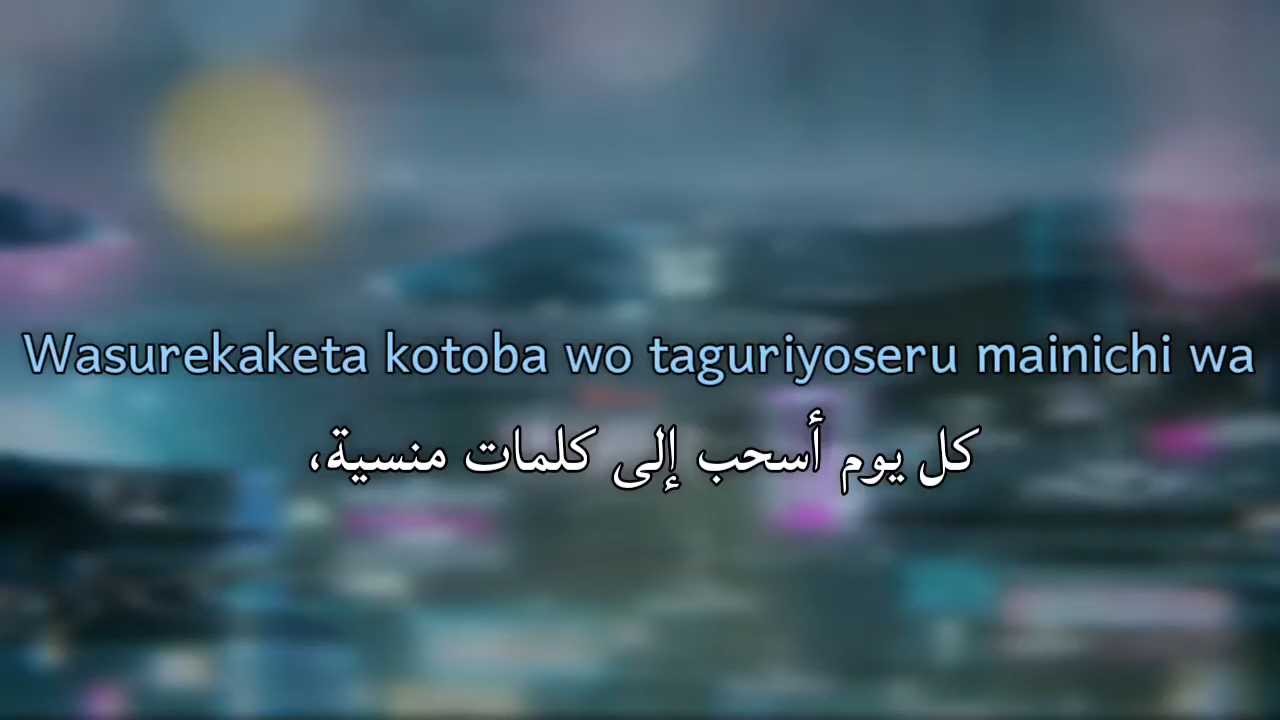 Wasurekaketa kotoba wo taguriyoseru mainichi wa
كل يوم أسحب إلى كلمات منسية،